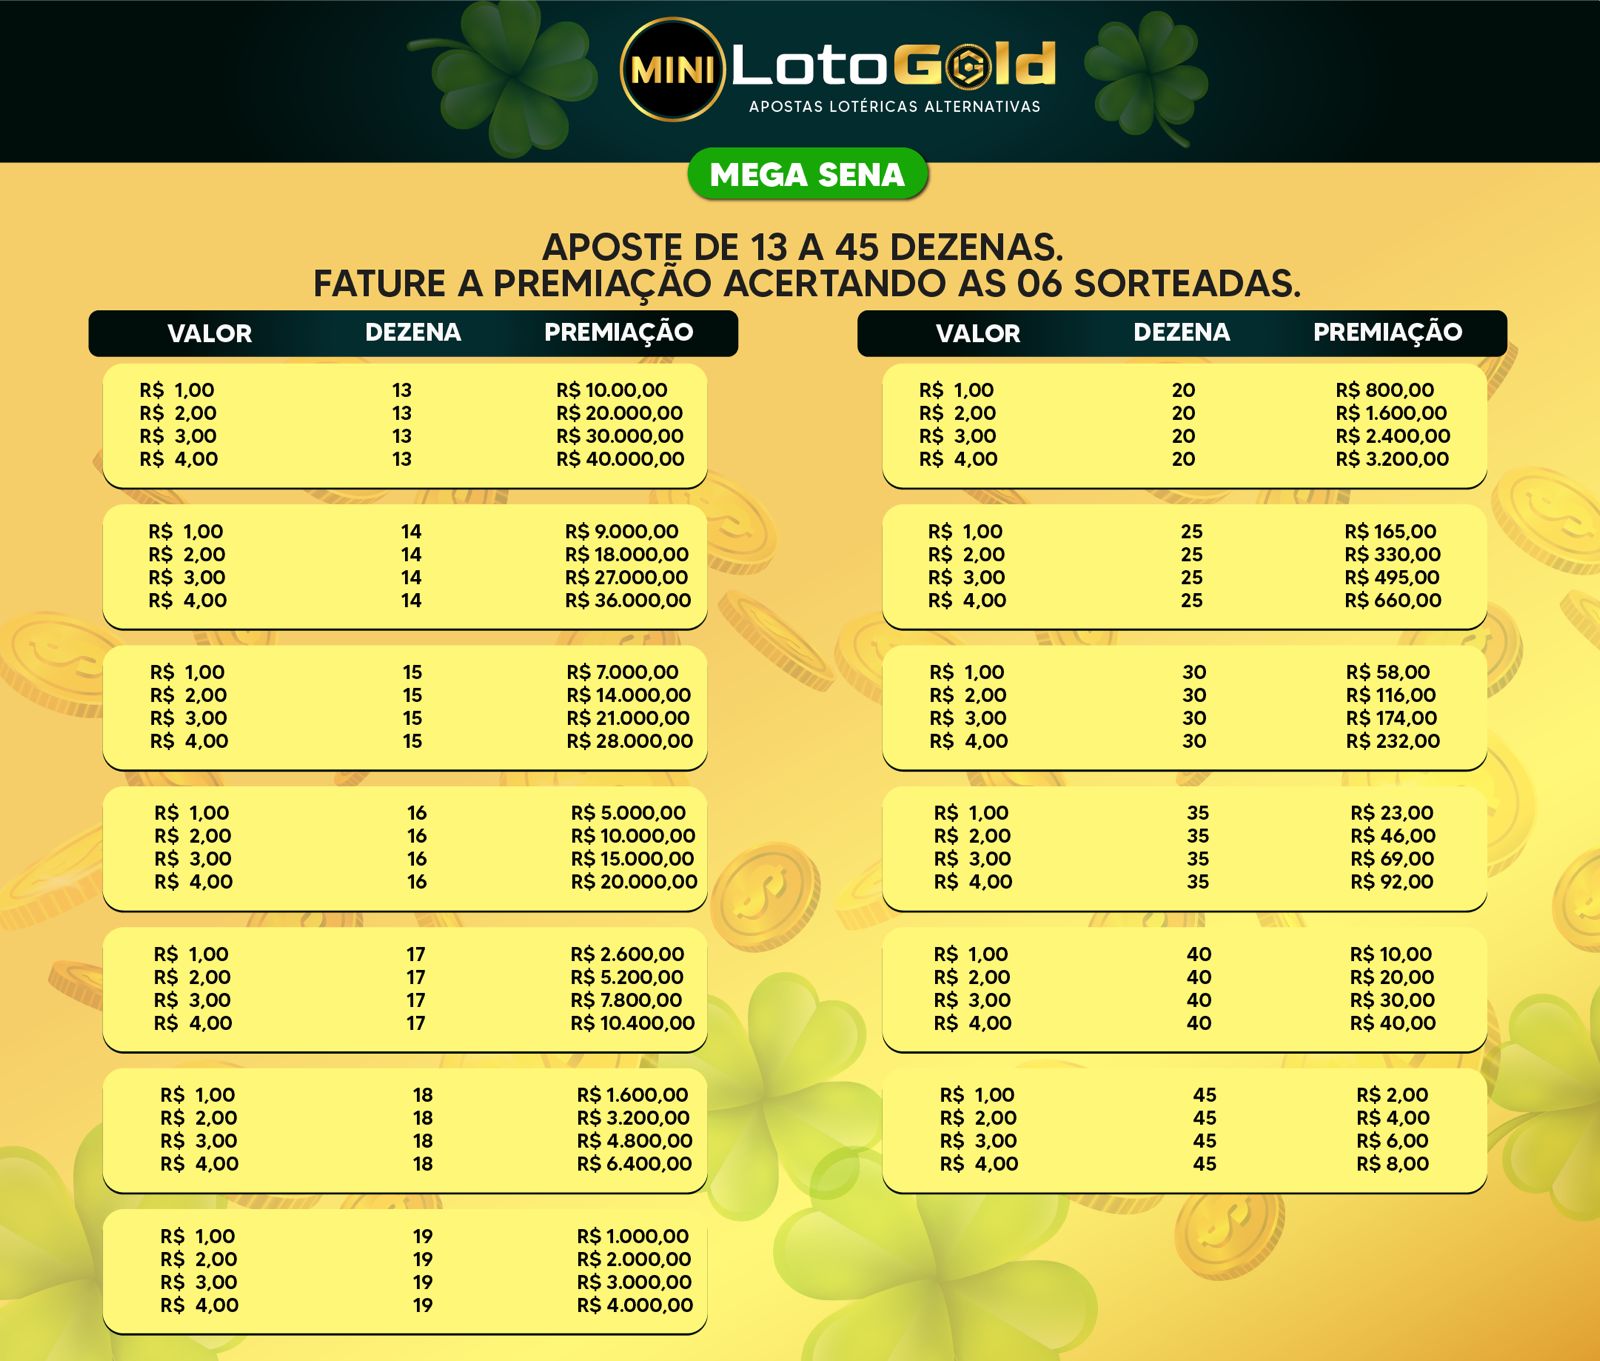 MINI LotoGold
APOSTAS LOTÉRICAS ALTERNATIVAS
MEGA SENA
APOSTE DE 13 A 45 DEZENAS.
FATURE A PREMIAÇÃO ACERTANDO AS 06 SORTEADAS.
VALOR DEZENA PREMIAÇÃO
R$ 1,00 13 R$ 10.00,00
R$ 2,00 13 R$ 20.000,00
R$ 3,00 13 R$ 30.000,00
R$ 4,00 13 R$ 40.000,00
R$ 1,00 14 R$ 9.000,00
R$ 2,00 14 R$ 18.000,00
R$ 3,00 14 R$ 27.000,00
R$ 4,00 14 R$ 36.000,00
R$ 1,00 15 R$ 7.000,00
R$ 2,00 15 R$ 14.000,00
R$ 3,00 15 R$ 21.000,00
R$ 4,00 15 R$ 28.000,00
R$ 1,00 16 R$ 5.000,00
R$ 2,00 16 R$ 10.000,00
R$ 3,00 16 R$ 15.000,00
R$ 4,00 16 R$ 20.000,00
R$ 1,00 17 R$ 2.600,00
R$ 2,00 17 R$ 5.200,00
R$ 3,00 17 R$ 7.800,00
R$ 4,00 17 R$ 10.400,00
R$ 1,00 18 R$ 1.600,00
R$ 2,00 18 R$ 3.200,00
R$ 3,00 18 R$ 4.800,00
R$ 4,00 18 R$ 6.400,00
R$ 1,00 19 R$ 1.000,00
R$ 2,00 19 R$ 2.000,00
R$ 3,00 19 R$ 3.000,00
R$ 4,00 19 R$ 4.000,00
VALOR DEZENA PREMIAÇÃO
R$ 1,00 20 R$ 800,00
R$ 2,00 20 R$ 1.600,00
R$ 3,00 20 R$ 2.400,00
R$ 4,00 20 R$ 3.200,00
R$ 1,00 25 R$ 165,00
R$ 2,00 25 R$ 330,00
R$ 3,00 25 R$ 495,00
R$ 4,00 25 R$ 660,00
R$ 1,00 30 R$ 58,00
R$ 2,00 30 R$ 116,00
R$ 3,00 30 R$ 174,00
R$ 4,00 30 R$ 232,00
R$ 1,00 35 R$ 23,00
R$ 2,00 35 R$ 46,00
R$ 3,00 35 R$ 69,00
R$ 4,00 35 R$ 92,00
R$ 1,00 40 R$ 10,00
R$ 2,00 40 R$ 20,00
R$ 3,00 40 R$ 30,00
R$ 4,00 40 R$ 40,00
R$ 1,00 45 R$ 2,00
R$ 2,00 45 R$ 4,00
R$ 3,00 45 R$ 6,00
R$ 4,00 45 R$ 8,00